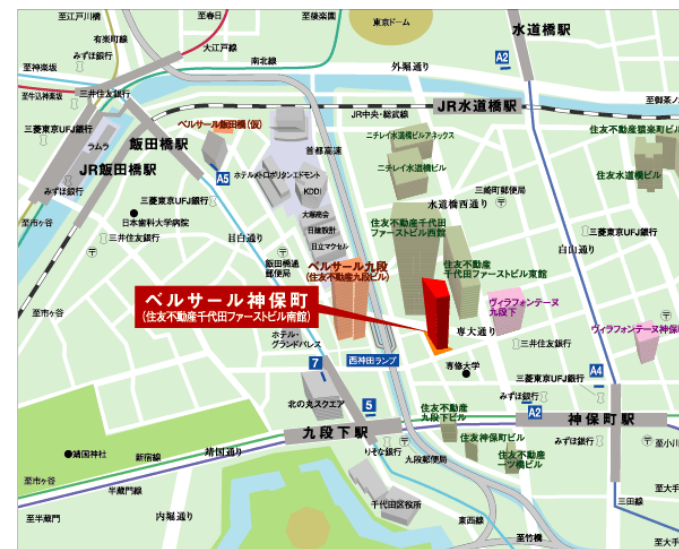 至江戸川橋
至春日
至後楽園
東京ドーム
水道橋駅
有楽町線
大江戸線
みずほ銀行
南北線
外堀通り
A2
至神楽坂
三井住友銀行
至牛込神楽坂
JR中央・総武線
JR水道橋駅
至御茶ノ
三菱東京UFJ銀行
ラムラ
飯田橋駅
ベルサール飯田橋(仮)
ニチレイ水道橋ビルアネックス
住友不動産猿楽町ビル
首都高速
JR飯田橋駅
A5
ホテルメトロポリタンエドモント
ニチレイ水道橋ビル
住友水道橋ビル
みずほ銀行
三菱東京UFJ銀行
KDDI
三崎町郵便局
水道橋西通り
至市ヶ谷
日本歯科大学病院
大塚商会
日建設計
日立マクセル
住友不動産千代田
ファーストビル西館
白山通り
三菱東京UFJ銀行
三井住友銀行
目白通り
飯田橋通
郵便局
ベルサール九段
(住友不動産九段ビル)
住友不動産
千代田ファーストビル東館
ベルサール神保町
(住友不動産千代田ファーストビル南館)
ヴィラフォンテーヌ
九段下
至市ヶ谷
専大通り
ヴィラフォンテーヌ神保
ホテル・
グランドパレス
三井住友銀行
7
西神田ランプ
専修大学
A4
三菱東京UFJ銀行
北の丸スクエア
5
みずほ銀行
住友不動産
九段下ビル
A2
神保町駅
九段下駅
住友神保町ビル
みずほ銀行
至小川
靖国神社
新宿線
靖国通り
りそな銀行
九段郵便局
住友不動産
一ツ橋ビル
至市ヶ谷
半蔵門線
千代田区役所
三田線
至大手
至半蔵門
内堀通り
東西線
至竹橋
至大手